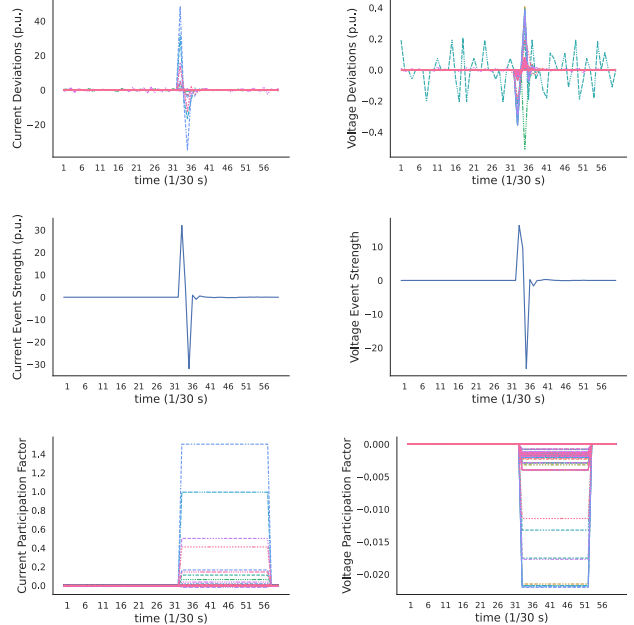 Current Deviations (p.u.)
40
20
0
−20
1 6 11 16 21 26 31 36 41 46 51 56
time (1/30 s)
Voltage Deviations (p.u.)
0.4
0.2
0.0
−0.2
−0.4
1 6 11 16 21 26 31 36 41 46 51 56
time (1/30 s)
Current Event Strength (p.u.)
30
20
10
0
−10
−20
−30
1 6 11 16 21 26 31 36 41 46 51 56
time (1/30 s)
Voltage Event Strength
10
0
−10
−20
1 6 11 16 21 26 31 36 41 46 51 56
time (1/30 s)
Current Participation Factor
1.4
1.2
1.0
0.8
0.6
0.4
0.2
0.0
1 6 11 16 21 26 31 36 41 46 51 56
time (1/30 s)
Voltage Participation Factor
0.000
−0.005
−0.010
−0.015
−0.020
1 6 11 16 21 26 31 36 41 46 51 56
time (1/30 s)